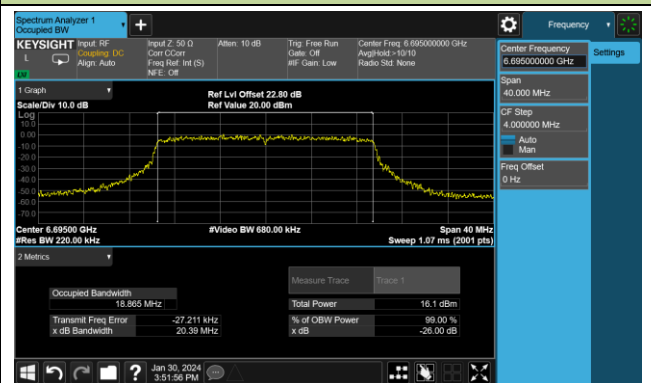 Spectrum Analyzer 1
Occupied BW
+
Frequency
KEYSIGHT
L
Input: RF
Coupling: DC
Align: Auto
Input Z: 50 Ω
Corr CCorr
Freq Ref: Int (S)
NFE: Off
Atten: 10 dB
Trig: Free Run
Gate: Off
#IF Gain: Low
Center Freq: 6.695000000 GHz
Avg|Hold:>10/10
Radio Std: None
Center Frequency
6.695000000 GHz
Settings
Span
40.000 MHz
CF Step
4.000000 MHz
Auto
Man
Freq Offset
0 Hz
1 Graph
Scale/Div 10.0 dB
Ref Lvl Offset 22.80 dB
Ref Value 20.00 dBm
Log
10.0
0.00
-10.0
-20.0
-30.0
-40.0
-50.0
-60.0
-70.0
Center 6.69500 GHz
#Res BW 220.00 kHz
#Video BW 680.00 kHz
Span 40 MHz
Sweep 1.07 ms (2001 pts)
2 Metrics
Measure Trace
Trace 1
Occupied Bandwidth
18.865 MHz
Total Power
16.1 dBm
Transmit Freq Error
-27.211 kHz
% of OBW Power
99.00 %
x dB Bandwidth
20.39 MHz
x dB
-26.00 dB
?
Jan 30, 2024
3:51:56 PM